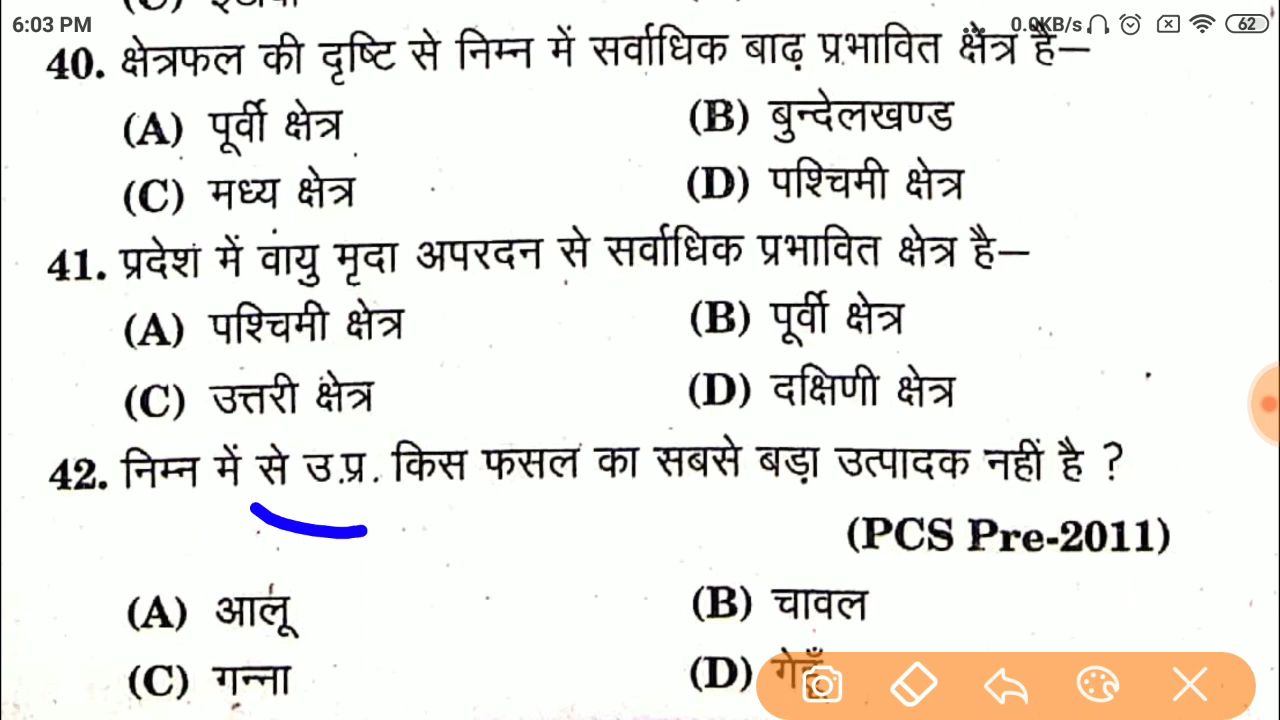 6:03 PM 0.0KB/s 62
40. क्षेत्रफल की दृष्टि से निम्न में सर्वाधिक बाढ़ प्रभावित क्षेत्र है—
(A) पूर्वी क्षेत्र (B) बुन्देलखण्ड
(C) मध्य क्षेत्र (D) पश्चिमी क्षेत्र
41. प्रदेश में वायु मृदा अपरदन से सर्वाधिक प्रभावित क्षेत्र है—
(A) पश्चिमी क्षेत्र (B) पूर्वी क्षेत्र
(C) उत्तरी क्षेत्र (D) दक्षिणी क्षेत्र
42. निम्न में से उ.प्र. किस फसल का सबसे बड़ा उत्पादक नहीं है ?
(PCS Pre-2011)
(A) आलू (B) चावल
(C) गन्ना (D) गेहूँ